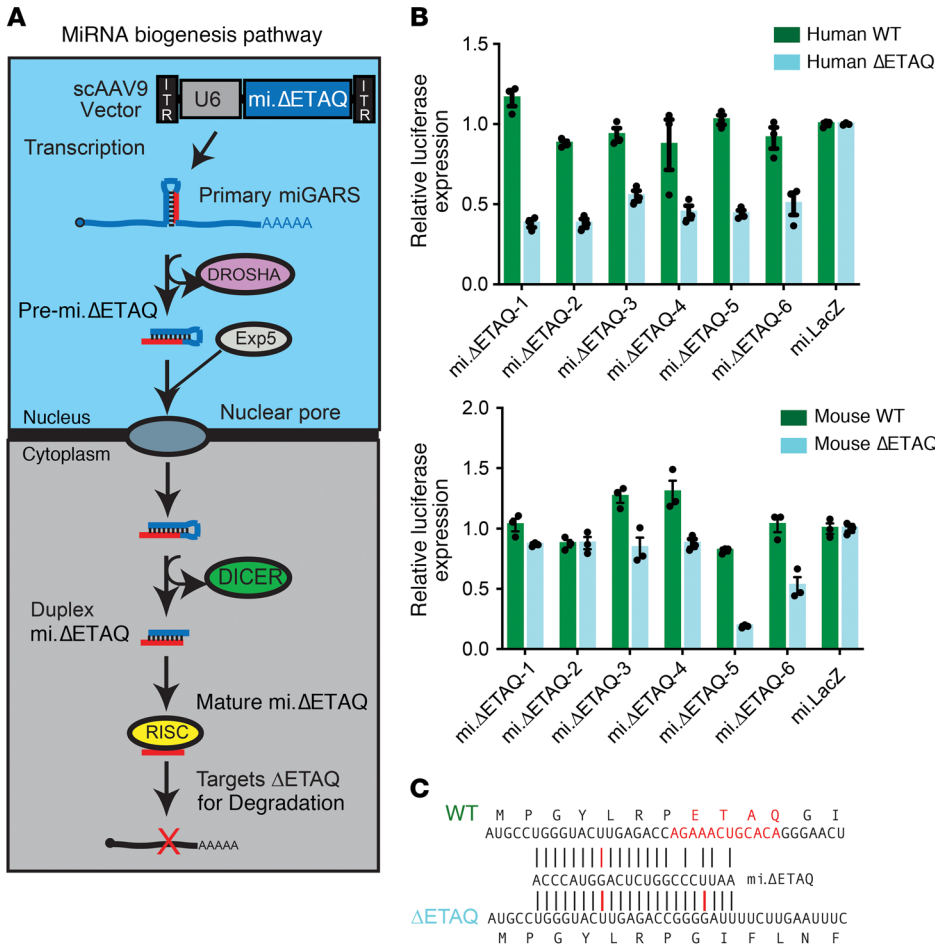 A
MiRNA biogenesis pathway
scAAV9
Vector
ITR
U6
mi.ΔETAQ
ITR
Transcription
Primary miGARS
AAAAA
DROSHA
Pre-mi.ΔETAQ
Exp5
Nuclear pore
Nucleus
Cytoplasm
DICER
Duplex
mi.ΔETAQ
Mature mi.ΔETAQ
RISC
Targets ΔETAQ
for Degradation
X
AAAAA
B
Human WT
Human ΔETAQ
Relative luciferase
expression
1.5
1.0
0.5
0.0
mi.ΔETAQ-1
mi.ΔETAQ-2
mi.ΔETAQ-3
mi.ΔETAQ-4
mi.ΔETAQ-5
mi.ΔETAQ-6
mi.LacZ
Mouse WT
Mouse ΔETAQ
Relative luciferase
expression
2.0
1.5
1.0
0.5
0.0
mi.ΔETAQ-1
mi.ΔETAQ-2
mi.ΔETAQ-3
mi.ΔETAQ-4
mi.ΔETAQ-5
mi.ΔETAQ-6
mi.LacZ
C
WT M P G Y L R P E T A Q G I
AUGCCUGGGUACUUGAGACCAGAAACUGCACAGGGAACU
ACCCAUGGACUCUGGCCCUUAA mi.ΔETAQ
ΔETAQ AUGCCUGGGUACUUGAGACCGGGGAUUUUCUUGAAUUUC
M P G Y L R P G I F L N F